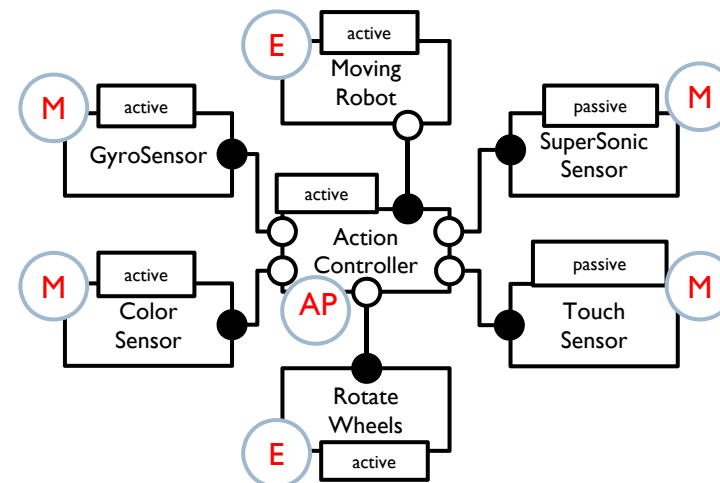 E
active
Moving
Robot
M
active
GyroSensor
passive
M
SuperSonic
Sensor
active
Action
Controller
AP
M
active
Color
Sensor
passive
M
Touch
Sensor
Rotate
Wheels
E
active